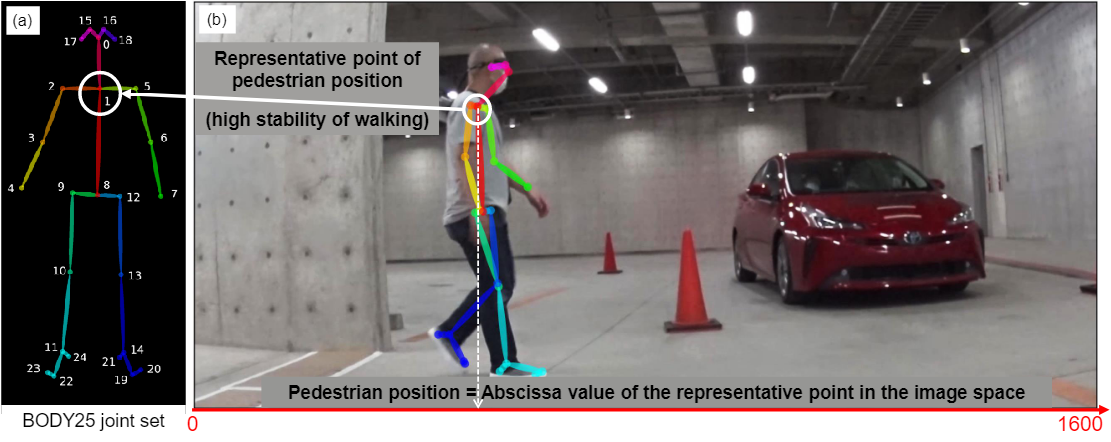 (a)
15 16
17 18
0
2 5
1
3 6
4 7
9 8 12
10 13
11 24 14
21 20
23 22 19
BODY25 joint set
(b)
Representative point of
pedestrian position
(high stability of walking)
Pedestrian position = Abscissa value of the representative point in the image space
0 1600